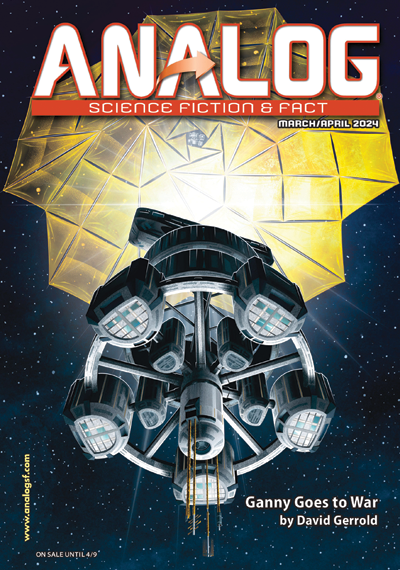 ANALOG
SCIENCE FICTION & FACT
MARCH/APRIL 2024
Ganny Goes to War
by David Gerrold
www.analogsf.com
ON SALE UNTIL 4/9